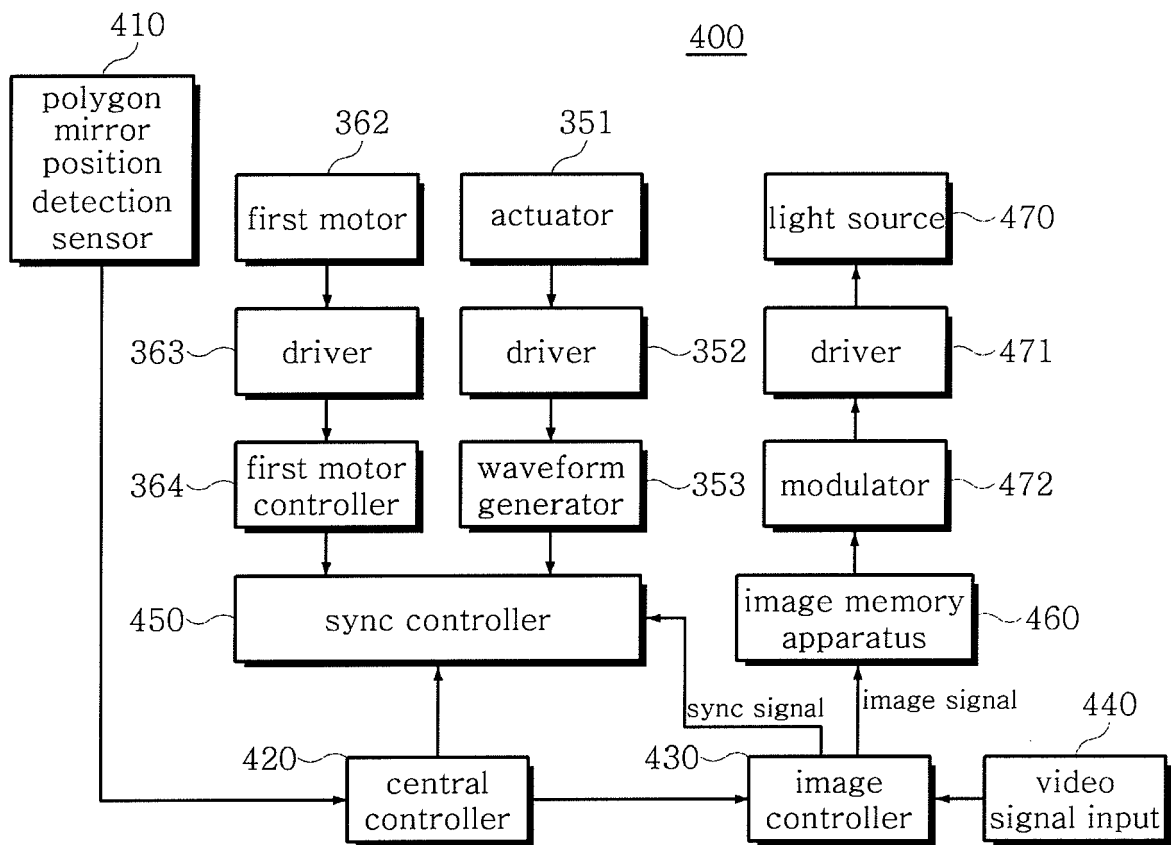 410
400
polygon
mirror
position
detection
sensor
362
351
first motor
actuator
light source
470
363
driver
driver
352
driver
471
364
first motor
controller
waveform
generator
353
modulator
472
450
sync controller
image memory
apparatus
460
sync signal
image signal
440
420
430
central
controller
image
controller
video
signal input